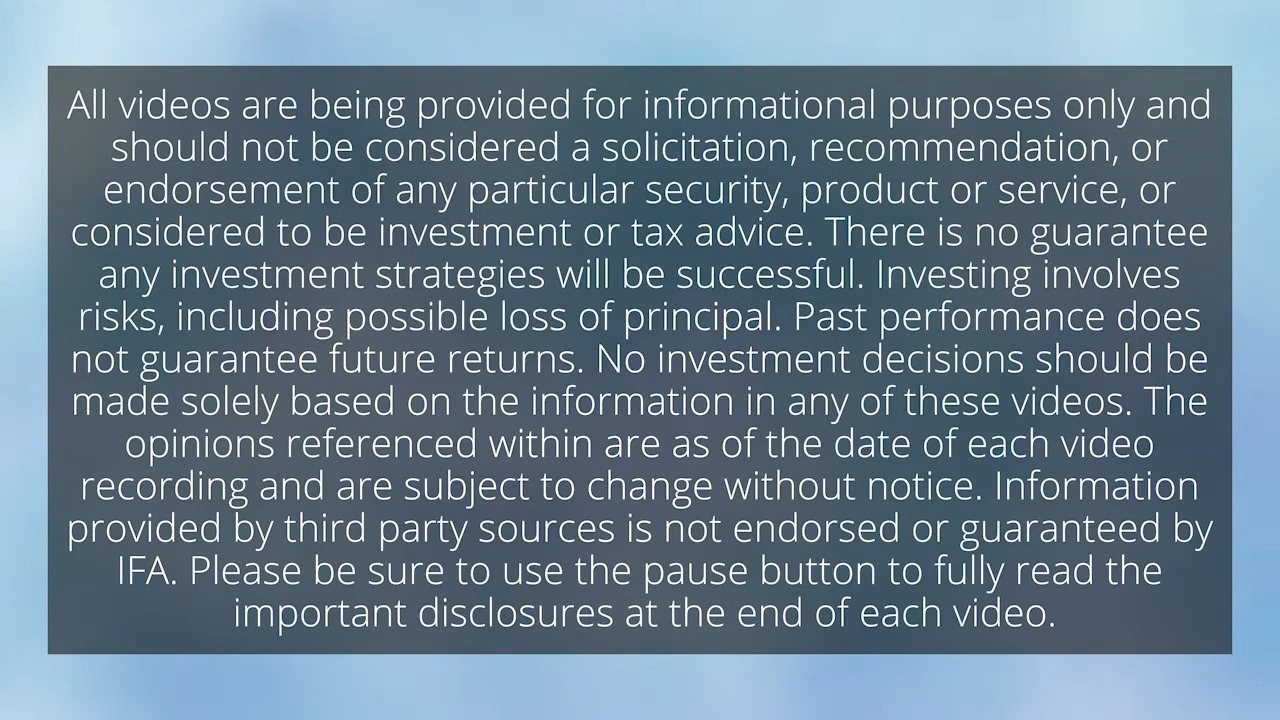 All videos are being provided for informational purposes only and
should not be considered a solicitation, recommendation, or
endorsement of any particular security, product or service, or
considered to be investment or tax advice. There is no guarantee
any investment strategies will be successful. Investing involves
risks, including possible loss of principal. Past performance does
not guarantee future returns. No investment decisions should be
made solely based on the information in any of these videos. The
opinions referenced within are as of the date of each video
recording and are subject to change without notice. Information
provided by third party sources is not endorsed or guaranteed by
IFA. Please be sure to use the pause button to fully read the
important disclosures at the end of each video.